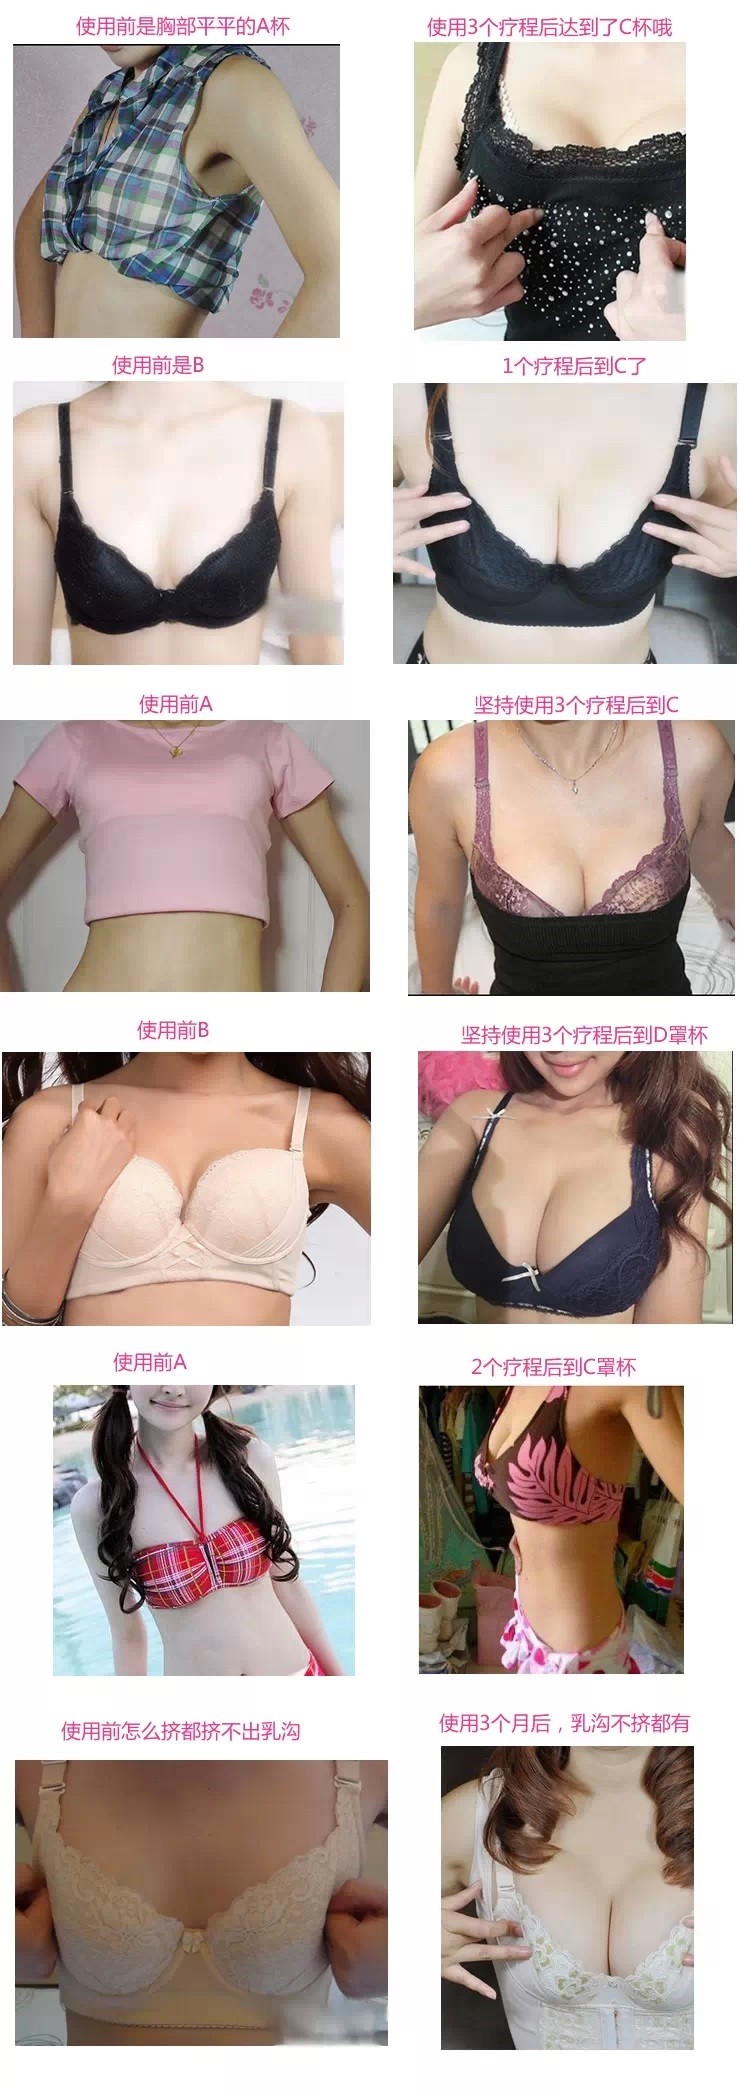 使用前是胸部平平的A杯
使用3个疗程后达到了C杯哦
使用前是B
1个疗程后到C了
使用前A
坚持使用3个疗程后到C
使用前B
坚持使用3个疗程后到D罩杯
使用前A
2个疗程后到C罩杯
使用前怎么挤都挤不出乳沟
使用3个月后，乳沟不挤都有